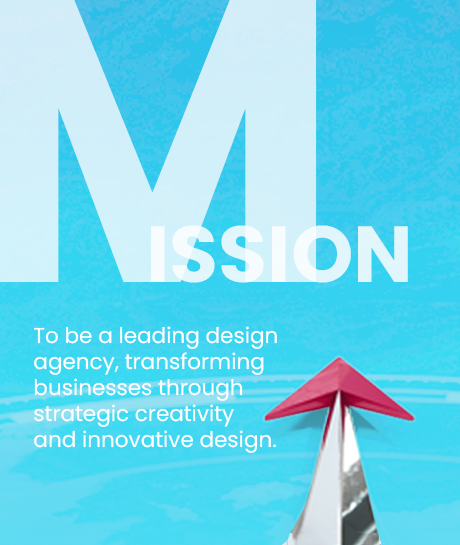 MISSION
To be a leading design
agency, transforming
businesses through
strategic creativity
and innovative design.